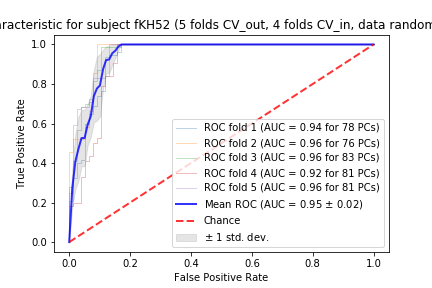 aracteristic for subject fKH52 (5 folds CV_out, 4 folds CV_in, data random
1.0
0.8
0.6
0.4
0.2
0.0
True Positive Rate
ROC fold 1 (AUC = 0.94 for 78 PCs)
ROC fold 2 (AUC = 0.96 for 76 PCs)
ROC fold 3 (AUC = 0.96 for 83 PCs)
ROC fold 4 (AUC = 0.92 for 81 PCs)
ROC fold 5 (AUC = 0.96 for 81 PCs)
Mean ROC (AUC = 0.95 ± 0.02)
Chance
± 1 std. dev.
0.0 0.2 0.4 0.6 0.8 1.0
False Positive Rate